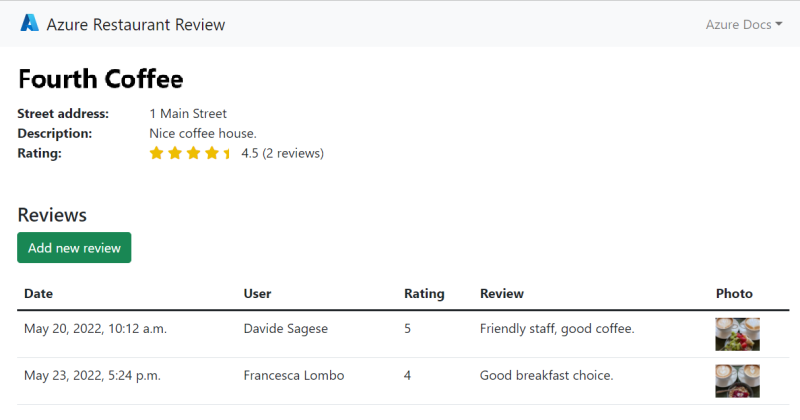 Azure Restaurant Review
Azure Docs
Fourth Coffee
Street address: 1 Main Street
Description: Nice coffee house.
Rating: 4.5 (2 reviews)
Reviews
Add new review
Date User Rating Review Photo
May 20, 2022, 10:12 a.m. Davide Sagese 5 Friendly staff, good coffee.
May 23, 2022, 5:24 p.m. Francesca Lombo 4 Good breakfast choice.